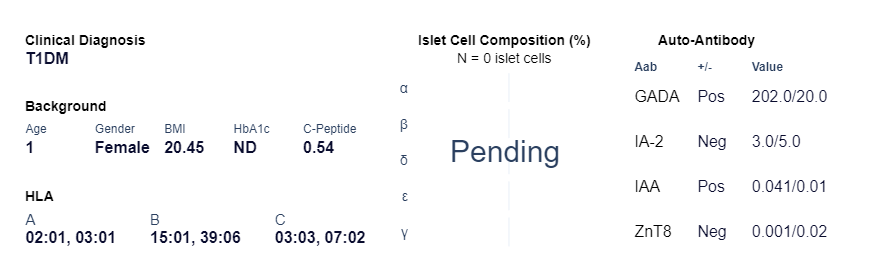 Clinical Diagnosis
T1DM
Background
Age Gender BMI HbA1c C-Peptide
1 Female 20.45 ND 0.54
HLA
A B C
02:01, 03:01 15:01, 39:06 03:03, 07:02
Islet Cell Composition (%)
N = 0 islet cells
α
β
δ
ε
γ
Pending
Auto-Antibody
Aab +/- Value
GADA Pos 202.0/20.0
IA-2 Neg 3.0/5.0
IAA Pos 0.041/0.01
ZnT8 Neg 0.001/0.02